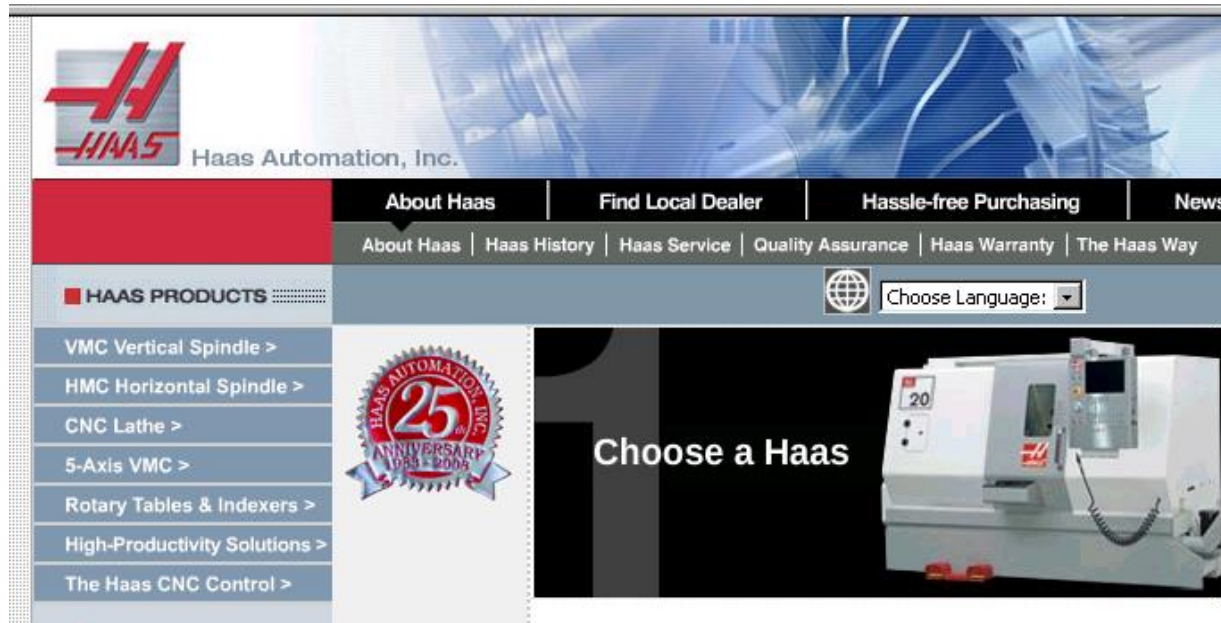 HAAS
Haas Automation, Inc.
About Haas
Find Local Dealer
Hassle-free Purchasing
News
About Haas | Haas History | Haas Service | Quality Assurance | Haas Warranty | The Haas Way
HAAS PRODUCTS
Choose Language:
VMC Vertical Spindle >
HMC Horizontal Spindle >
CNC Lathe >
5-Axis VMC >
Rotary Tables & Indexers >
High-Productivity Solutions >
The Haas CNC Control >
HAAS AUTOMATION, INC.
25th
ANNIVERSARY
1983 - 2008
1
Choose a Haas
20